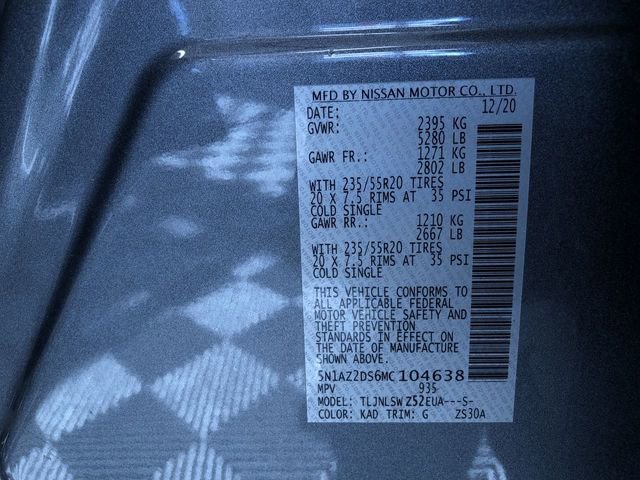 MFD BY NISSAN MOTOR CO., LTD.
DATE: 12/20
GVWR: 2395 KG
5280 LB
GAWR FR.: 1271 KG
2802 LB
WITH 235/55R20 TIRES
20 X 7.5 RIMS AT 35 PSI
COLD SINGLE
GAWR RR.: 1210 KG
2667 LB
WITH 235/55R20 TIRES
20 X 7.5 RIMS AT 35 PSI
COLD SINGLE
THIS VEHICLE CONFORMS TO
ALL APPLICABLE FEDERAL
MOTOR VEHICLE SAFETY AND
THEFT PREVENTION
STANDARDS IN EFFECT ON
THE DATE OF MANUFACTURE
SHOWN ABOVE.
5N1AZ2DS6MC104638
MPV 935
MODEL: TLJNLSWZ52EUA---S-
COLOR: KAD TRIM: G ZS30A